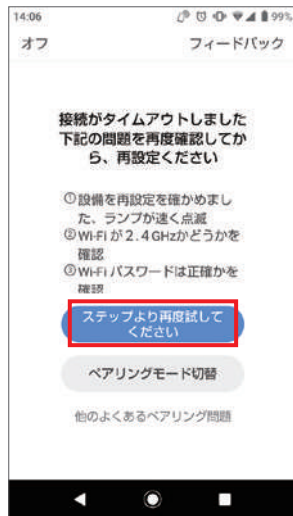 14:06
99%
オフ
フィードバック
接続がタイムアウトしました
下記の問題を再度確認してか
ら、再設定ください
①設備を再設定を確かめまし
た、ランプが速く点滅
②Wi-Fi が 2 . 4 GHzかどうかを
確認
③Wi-Fi パスワードは正確かを
確認
ステップより再度試して
ください
ペアリングモード切替
他のよくあるペアリング問題